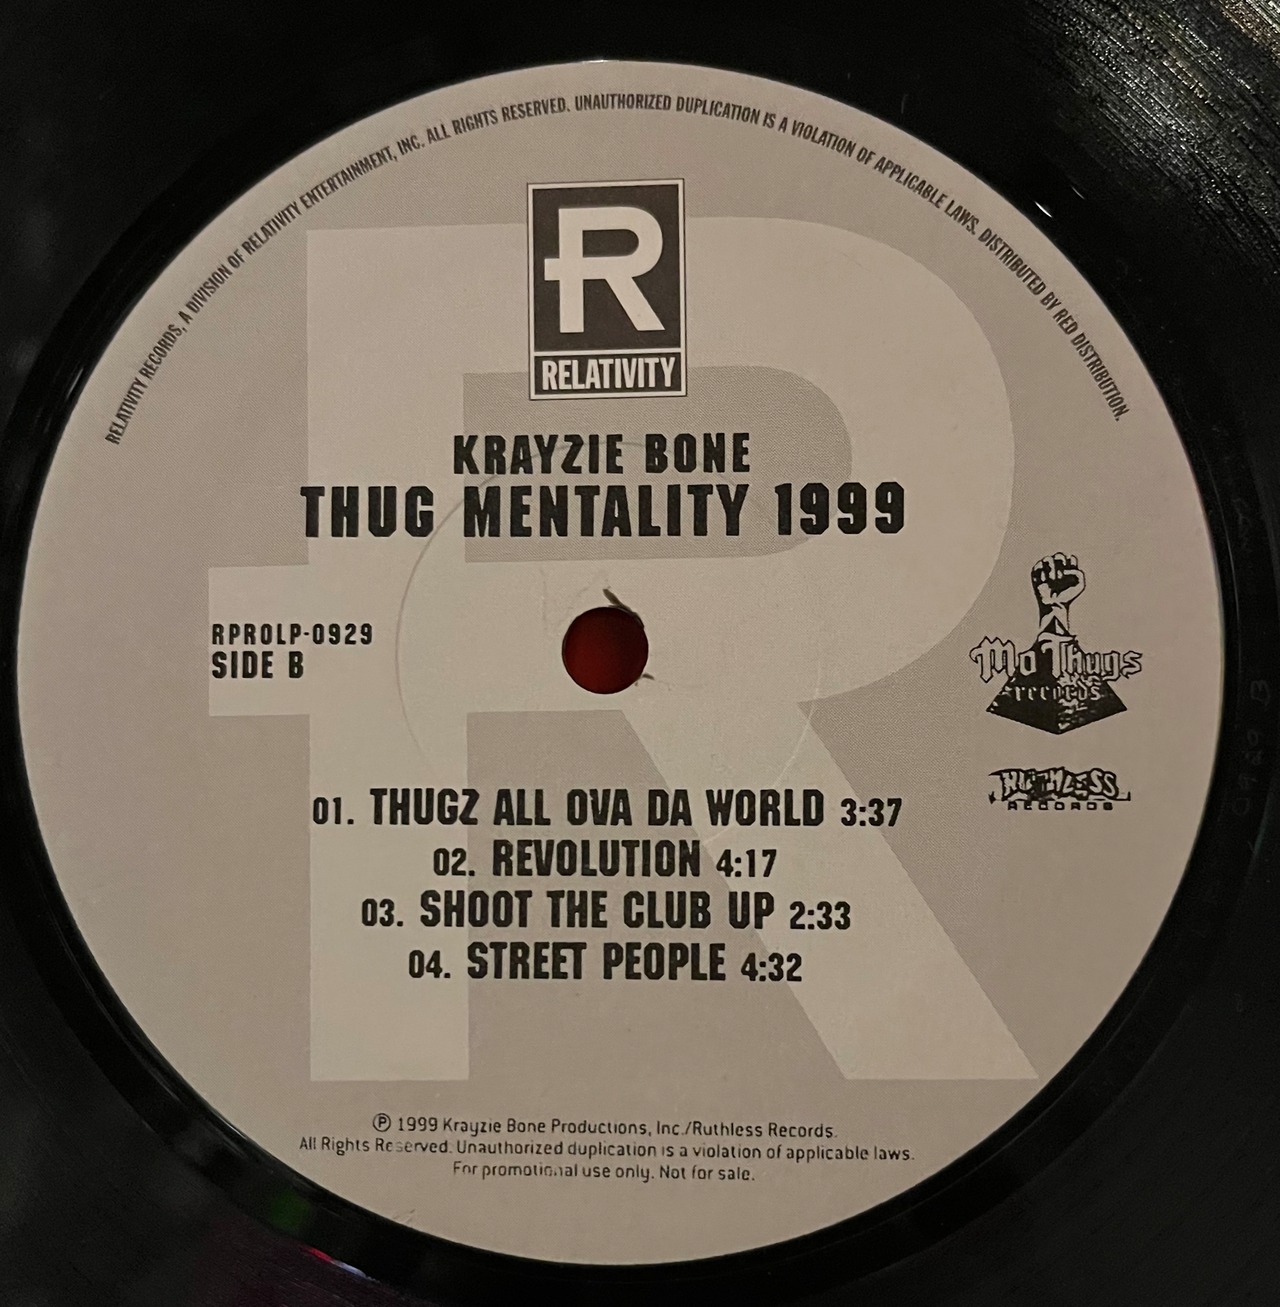 RELATIVITY RECORDS, A DIVISION OF RELATIVITY ENTERTAINMENT, INC. ALL RIGHTS RESERVED. UNAUTHORIZED DUPLICATION IS A VIOLATION OF APPLICABLE LAWS. DISTRIBUTED BY RED DISTRIBUTION.
R
RELATIVITY
KRAYZIE BONE
THUG MENTALITY 1999
RPROLP-0929
SIDE B
Mo Thugs
records
RUTHLESS
RECORDS
01. THUGZ ALL OVA DA WORLD 3:37
02. REVOLUTION 4:17
03. SHOOT THE CLUB UP 2:33
04. STREET PEOPLE 4:32
℗ 1999 Krayzie Bone Productions, Inc./Ruthless Records.
All Rights Reserved. Unauthorized duplication is a violation of applicable laws.
For promotional use only. Not for sale.